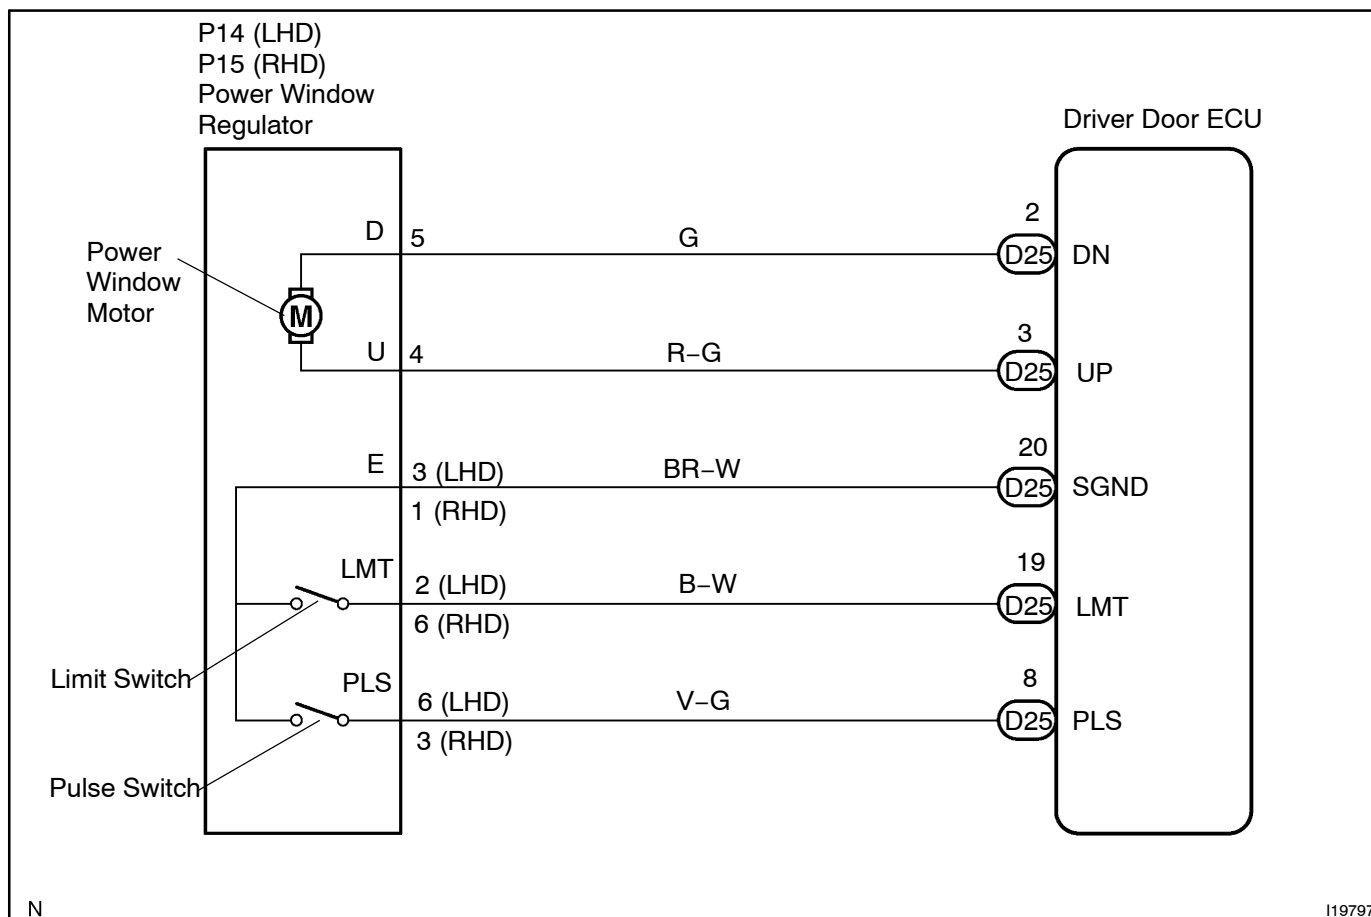 P14 (LHD)
P15 (RHD)
Power Window
Regulator
Driver Door ECU
Power
Window
Motor
M
D
5
G
2
D25
DN
U
4
R–G
3
D25
UP
E
3 (LHD)
1 (RHD)
BR–W
20
D25
SGND
LMT
2 (LHD)
6 (RHD)
B–W
19
D25
LMT
Limit Switch
PLS
6 (LHD)
3 (RHD)
V–G
8
D25
PLS
Pulse Switch
N
I19797